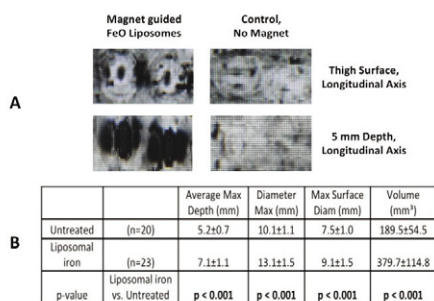 Magnet guided
FeO Liposomes
Control,
No Magnet
Thigh Surface,
Longitudinal Axis
A
5 mm Depth,
Longitudinal Axis
Average Max Depth (mm) Diameter Max (mm) Max Surface Diam (mm) Volume (mm³)
Untreated (n=20) 5.2±0.7 10.1±1.1 7.5±1.0 189.5±54.5
B
Liposomal iron (n=23) 7.1±1.1 13.1±1.5 9.1±1.5 379.7±114.8
p-value Liposomal iron vs. Untreated p < 0.001 p < 0.001 p < 0.001 p < 0.001